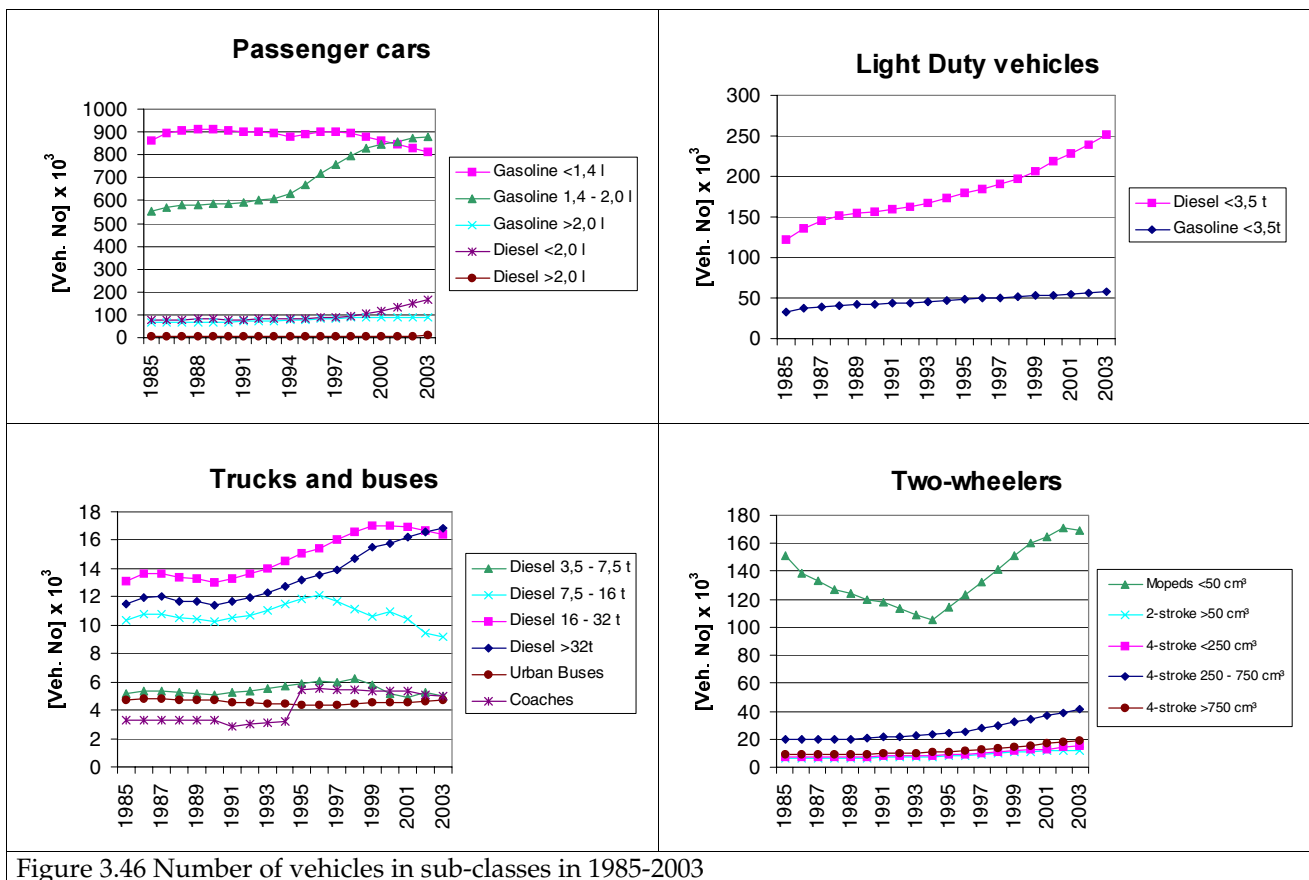 Passenger cars
[Veh. No] x 10³
1000
900
800
700
600
500
400
300
200
100
0
1985
1988
1991
1994
1997
2000
2003
Gasoline <1,4 l
Gasoline 1,4 - 2,0 l
Gasoline >2,0 l
Diesel <2,0 l
Diesel >2,0 l
Light Duty vehicles
[Veh. No] x 10³
300
250
200
150
100
50
0
1985
1987
1989
1991
1993
1995
1997
1999
2001
2003
Diesel <3,5 t
Gasoline <3,5t
Trucks and buses
[Veh. No] x 10³
18
16
14
12
10
8
6
4
2
0
1985
1987
1989
1991
1993
1995
1997
1999
2001
2003
Diesel 3,5 - 7,5 t
Diesel 7,5 - 16 t
Diesel 16 - 32 t
Diesel >32t
Urban Buses
Coaches
Two-wheelers
[Veh. No] x 10³
180
160
140
120
100
80
60
40
20
0
1985
1987
1989
1991
1993
1995
1997
1999
2001
2003
Mopeds <50 cm³
2-stroke >50 cm³
4-stroke <250 cm³
4-stroke 250 - 750 cm³
4-stroke >750 cm³
Figure 3.46 Number of vehicles in sub-classes in 1985-2003